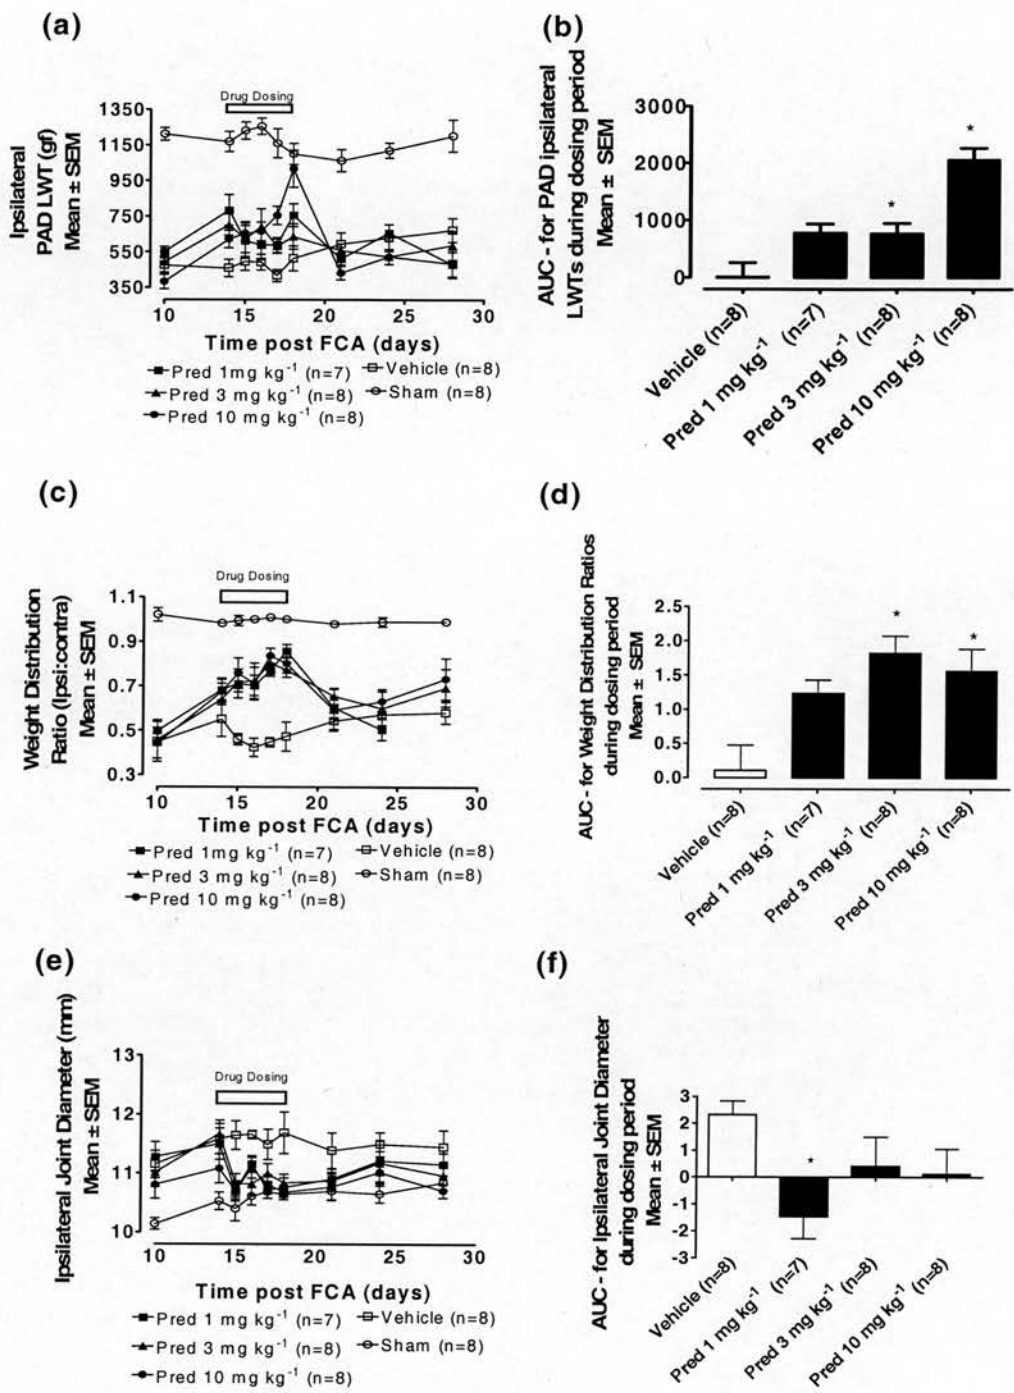 (a)
Ipsilateral
PAD LWT (gf)
Mean ± SEM
1350
1150
950
750
550
350
Drug Dosing
10 15 20 25 30
Time post FCA (days)
Pred 1mg kg⁻¹ (n=7) Vehicle (n=8)
Pred 3 mg kg⁻¹ (n=8) Sham (n=8)
Pred 10 mg kg⁻¹ (n=8)
(b)
AUC - for PAD ipsilateral
LWTs during dosing period
Mean ± SEM
3000
2000
1000
0
*
*
Vehicle (n=8)
Pred 1 mg kg⁻¹ (n=7)
Pred 3 mg kg⁻¹ (n=8)
Pred 10 mg kg⁻¹ (n=8)
(c)
Weight Distribution
Ratio (Ipsi:contra)
Mean ± SEM
1.1
0.9
0.7
0.5
0.3
Drug Dosing
10 15 20 25 30
Time post FCA (days)
Pred 1mg kg⁻¹ (n=7) Vehicle (n=8)
Pred 3 mg kg⁻¹ (n=8) Sham (n=8)
Pred 10 mg kg⁻¹ (n=8)
(d)
AUC - for Weight Distribution Ratios
during dosing period
Mean ± SEM
2.5
2.0
1.5
1.0
0.5
0.0
*
*
Vehicle (n=8)
Pred 1 mg kg⁻¹ (n=7)
Pred 3 mg kg⁻¹ (n=8)
Pred 10 mg kg⁻¹ (n=8)
(e)
Ipsilateral Joint Diameter (mm)
Mean ± SEM
13
12
11
10
Drug Dosing
10 15 20 25 30
Time post FCA (days)
Pred 1 mg kg⁻¹ (n=7) Vehicle (n=8)
Pred 3 mg kg⁻¹ (n=8) Sham (n=8)
Pred 10 mg kg⁻¹ (n=8)
(f)
AUC - for Ipsilateral Joint Diameter
during dosing period
Mean ± SEM
3
2
1
0
-1
-2
-3
*
Vehicle (n=8)
Pred 1 mg kg⁻¹ (n=7)
Pred 3 mg kg⁻¹ (n=8)
Pred 10 mg kg⁻¹ (n=8)